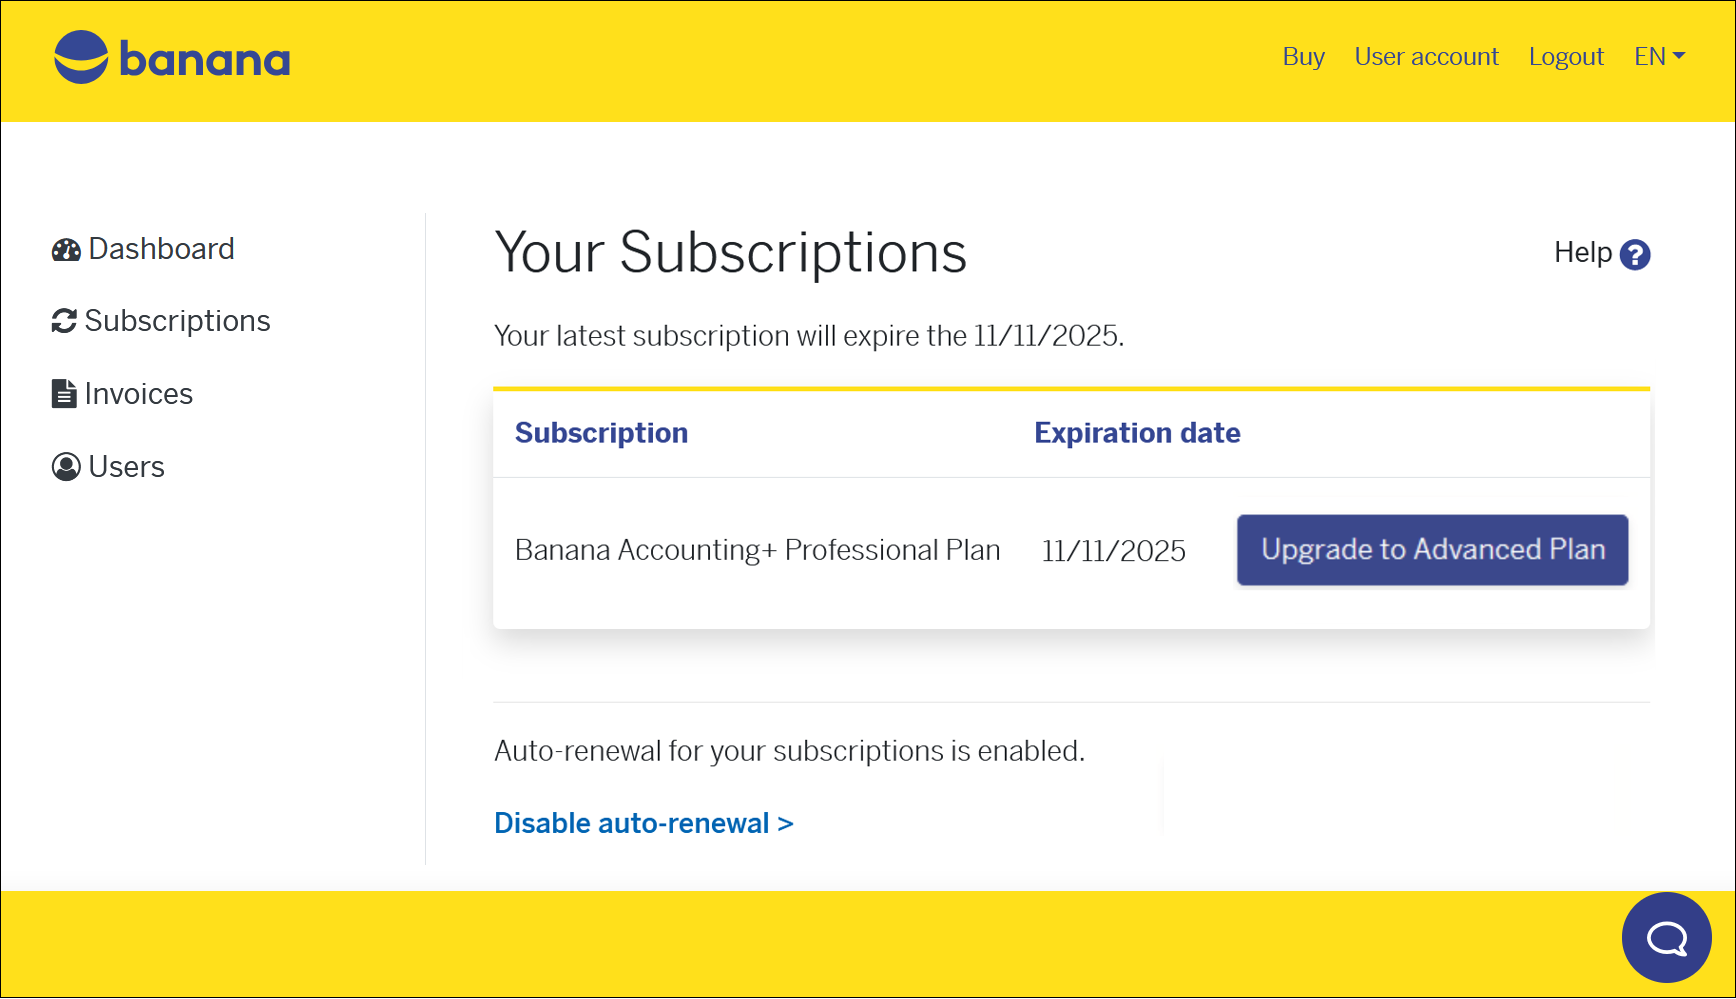 banana
Buy User account Logout EN
Dashboard
Subscriptions
Invoices
Users
Your Subscriptions
Help ?
Your latest subscription will expire the 11/11/2025.
Subscription Expiration date
Banana Accounting+ Professional Plan 11/11/2025 Upgrade to Advanced Plan
Auto-renewal for your subscriptions is enabled.
Disable auto-renewal >